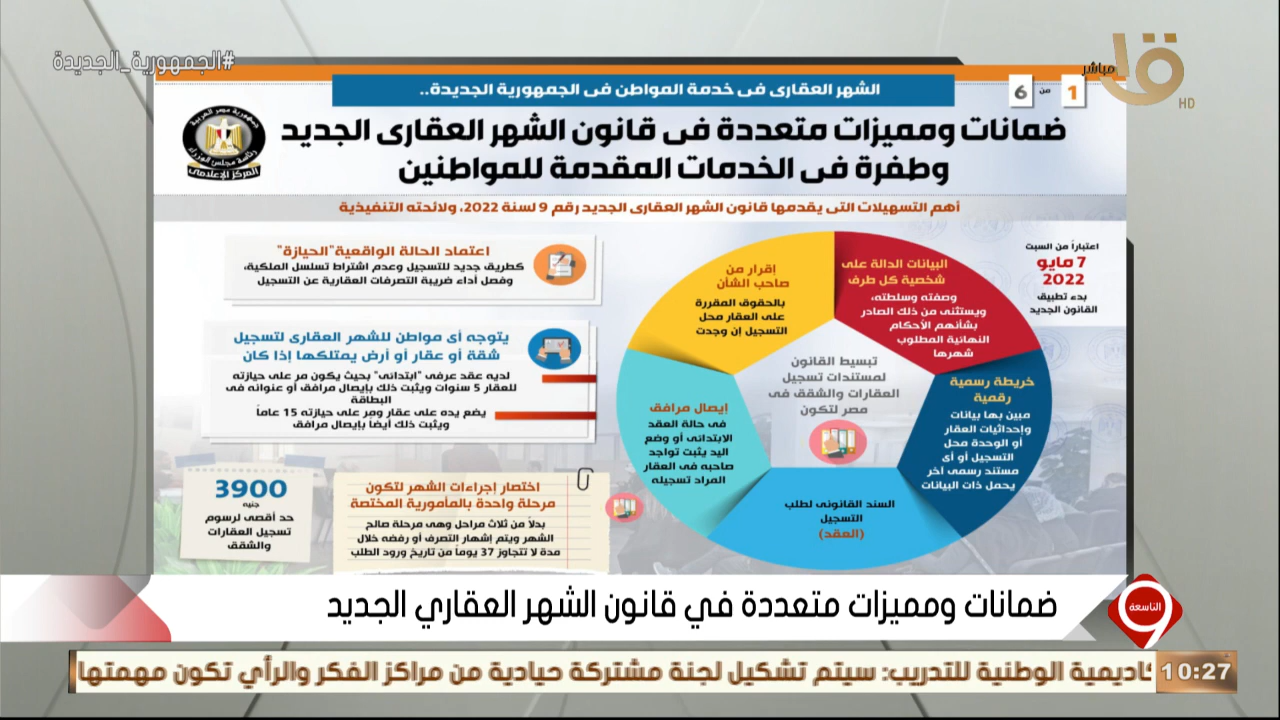 #الجمهورية_الجديدة
مباشر
HD
1 من 6
الشهر العقارى فى خدمة المواطن فى الجمهورية الجديدة..
ضمانات ومميزات متعددة فى قانون الشهر العقارى الجديد
وطفرة فى الخدمات المقدمة للمواطنين
جمهورية مصر العربية
رئاسة مجلس الوزراء
المركز الإعلامى
أهم التسهيلات التى يقدمها قانون الشهر العقارى الجديد رقم 9 لسنة 2022، ولائحته التنفيذية
اعتباراً من السبت
7 مايو
2022
بدء تطبيق
القانون الجديد
البيانات الدالة على
شخصية كل طرف
وصفته وسلطته،
ويستثنى من ذلك الصادر
بشأنهم الأحكام
النهائية المطلوب
شهرها
إقرار من
صاحب الشأن
بالحقوق المقررة
على العقار محل
التسجيل إن وجدت
تبسيط القانون
لمستندات تسجيل
العقارات والشقق فى
مصر لتكون
خريطة رسمية
رقمية
مبين بها بيانات
وإحداثيات العقار
أو الوحدة محل
التسجيل أو أى
مستند رسمى اخر
يحمل ذات البيانات
إيصال مرافق
فى حالة العقد
الابتدائى أو وضع
اليد يثبت تواجد
صاحبه فى العقار
المراد تسجيله
السند القانونى لطلب
التسجيل
(العقد)
اعتماد الحالة الواقعية "الحيازة"
كطريق جديد للتسجيل وعدم اشتراط تسلسل الملكية،
وفصل أداء ضريبة التصرفات العقارية عن التسجيل
يتوجه أى مواطن للشهر العقارى لتسجيل
شقة أو عقار أو أرض يمتلكها إذا كان
لديه عقد عرفى "ابتدائى" بحيث يكون مر على حيازته
للعقار 5 سنوات ويثبت ذلك بإيصال مرافق أو عنوانه فى
البطاقة
يضع يده على عقار ومر على حيازته 15 عاماً
ويثبت ذلك أيضاً بإيصال مرافق
اختصار إجراءات الشهر لتكون
مرحلة واحدة بالمأمورية المختصة
بدلاً من ثلاث مراحل وهى مرحلة صالح
الشهر ويتم إشهار التصرف أو رفضه خلال
مدة لا تتجاوز 37 يوماً من تاريخ ورود الطلب
3900
جنيه
حد أقصى لرسوم
تسجيل العقارات
والشقق
التاسعة
9
ضمانات ومميزات متعددة في قانون الشهر العقاري الجديد
10:27
كاديمية الوطنية للتدريب: سيتم تشكيل لجنة مشتركة حيادية من مراكز الفكر والرأي تكون مهمتها